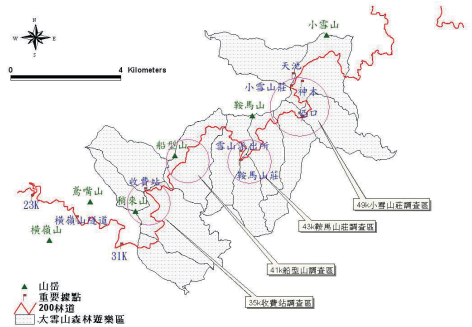 小雪山
N
W
E
S
天池
0
4 Kilometers
小雪山莊
神木
鞍馬山
埡口
船型山
雪山派出所
收費站
鞍馬山莊
鳶嘴山
稍來山
23K
49k小雪山莊調查區
橫嶺山隧道
43k鞍馬山莊調查區
橫嶺山
31K
41k船型山調查區
山岳
重要據點
35k收費站調查區
200林道
大雪山森林遊樂區